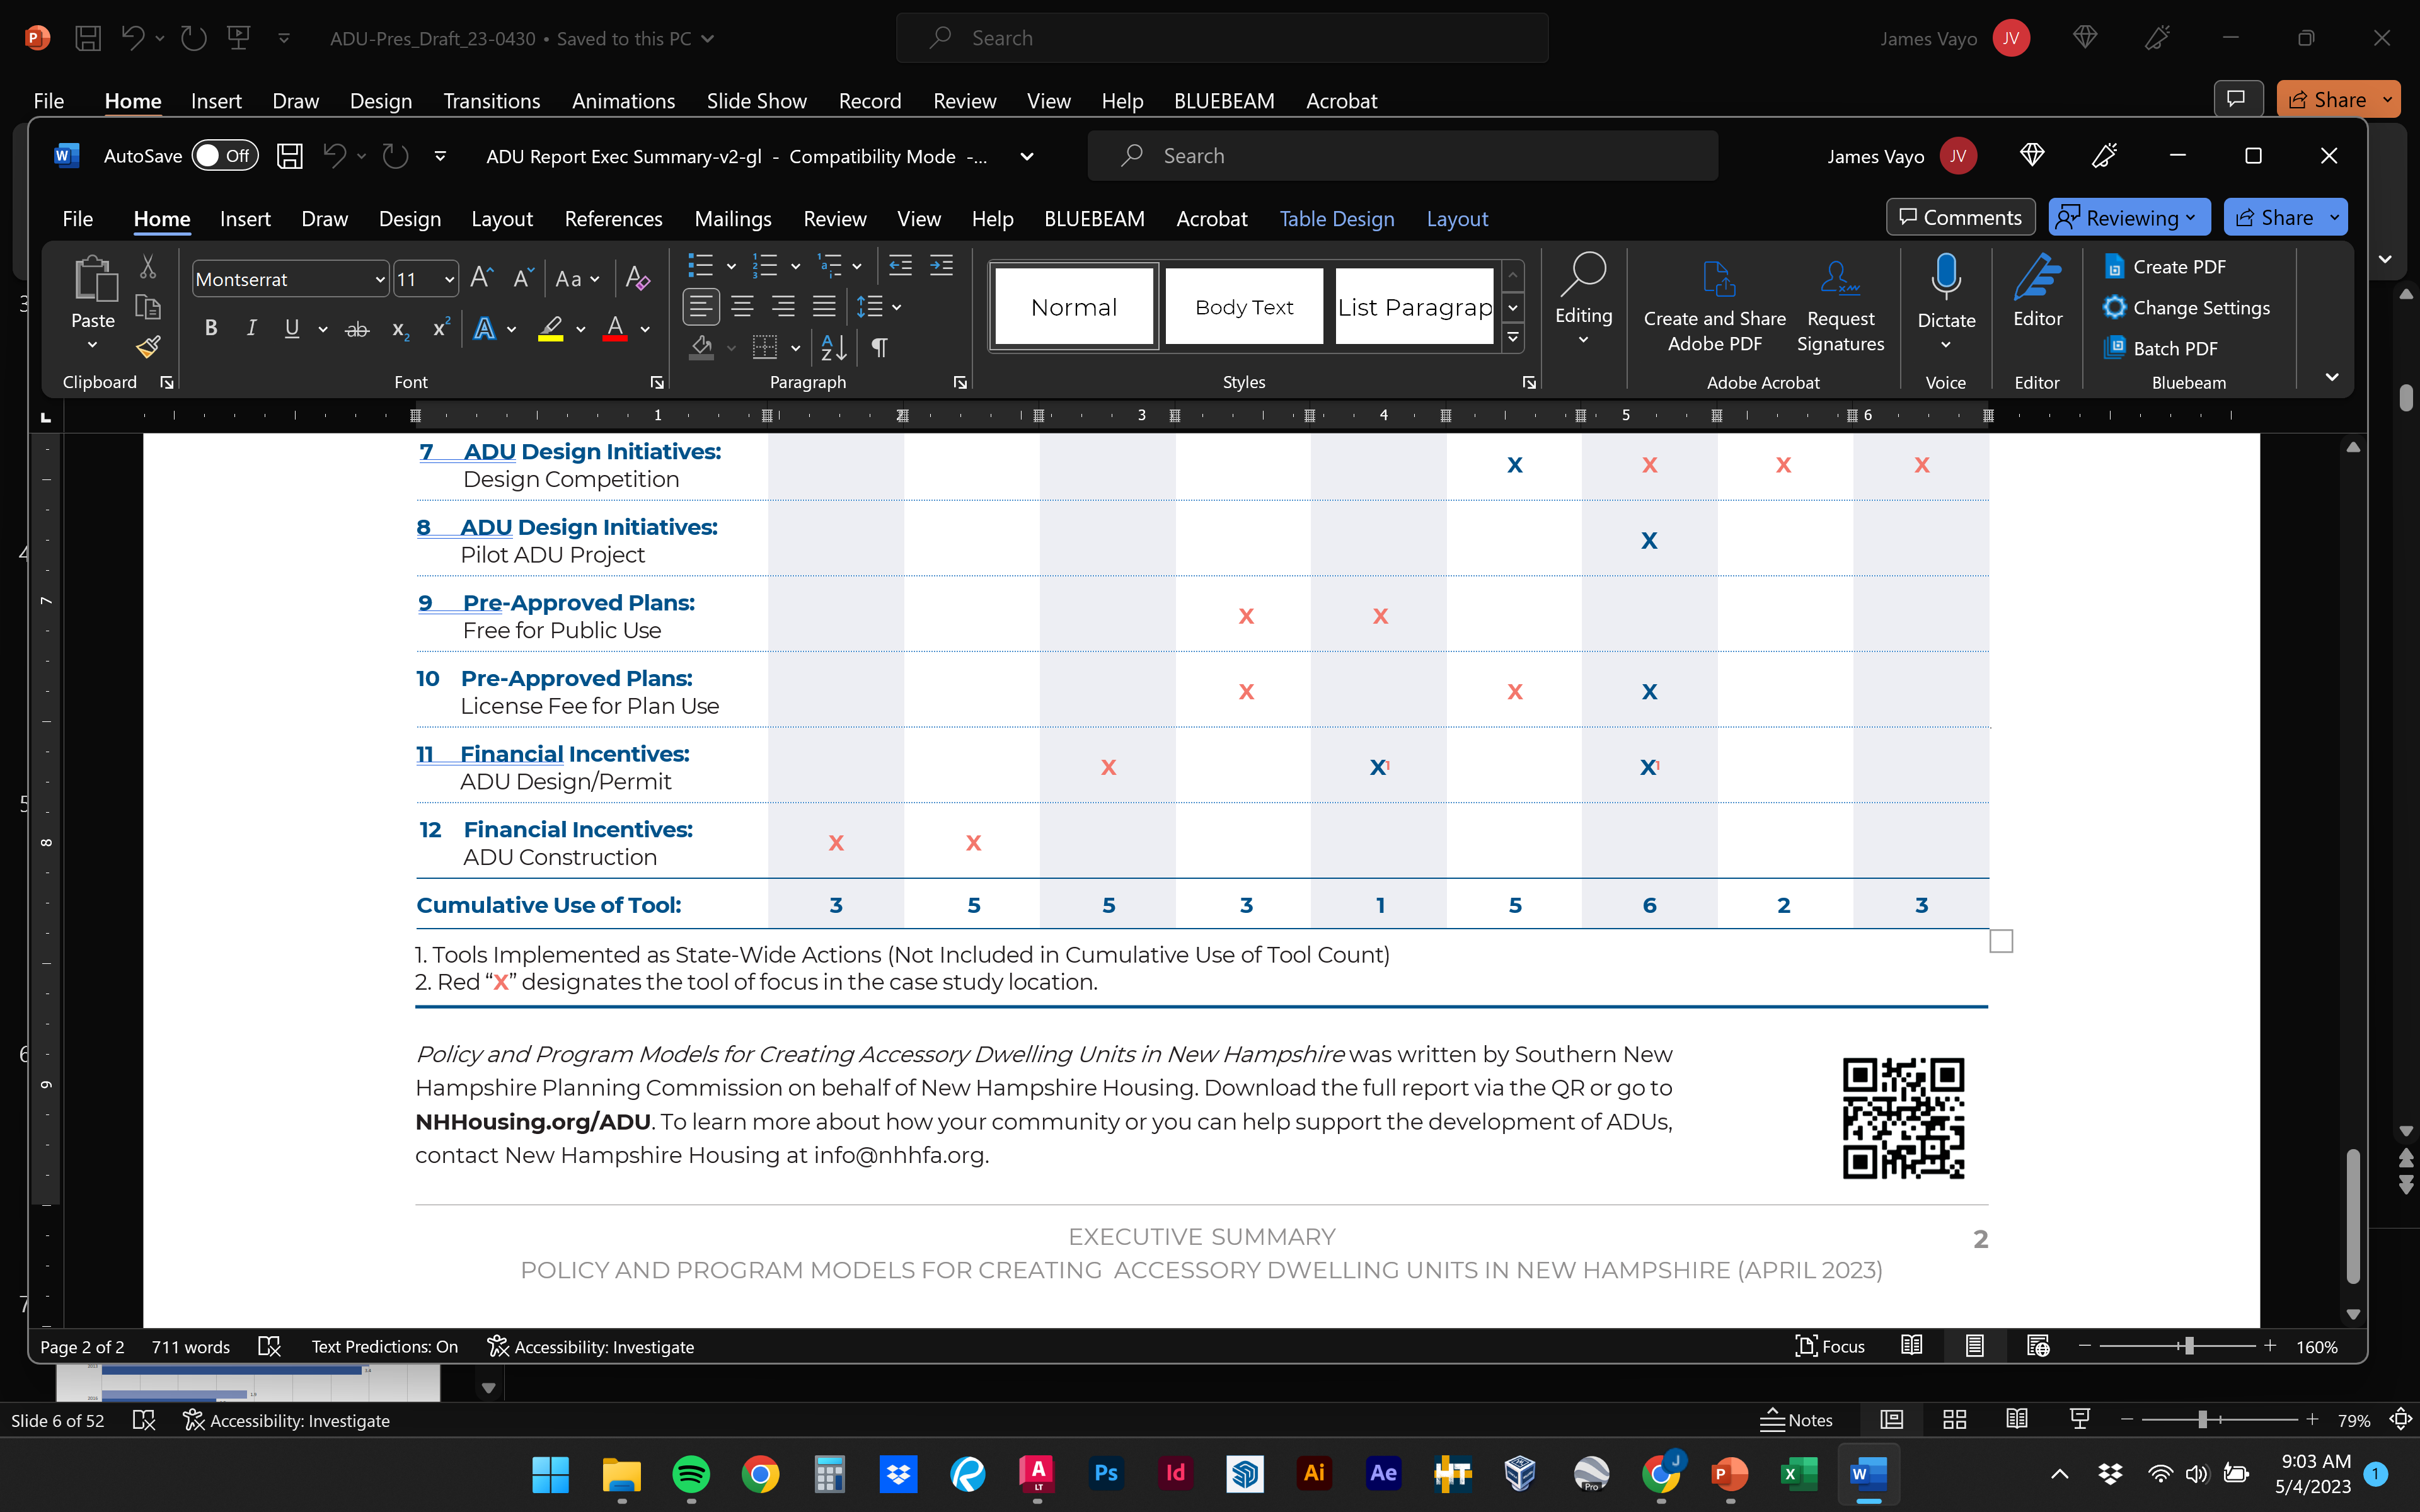 ADU-Pres_Draft_23-0430 • Saved to this PC
Search
James Vayo JV
File Home Insert Draw Design Transitions Animations Slide Show Record Review View Help BLUEBEAM Acrobat Share
AutoSave Off ADU Report Exec Summary-v2-gl - Compatibility Mode -... Search James Vayo JV
File Home Insert Draw Design Layout References Mailings Review View Help BLUEBEAM Acrobat Table Design Layout Comments Reviewing Share
Paste
Clipboard
Montserrat 11
Font
Paragraph
Normal Body Text List Paragrap
Styles
Editing
Create and Share Adobe PDF
Request Signatures
Adobe Acrobat
Dictate
Voice
Editor
Editor
Create PDF
Change Settings
Batch PDF
Bluebeam
1 2 3 4 5 6
7 ADU Design Initiatives: X X X X
Design Competition
8 ADU Design Initiatives: X
Pilot ADU Project
9 Pre-Approved Plans: X X
Free for Public Use
10 Pre-Approved Plans: X X X
License Fee for Plan Use
11 Financial Incentives: X X1 X1
ADU Design/Permit
12 Financial Incentives: X X
ADU Construction
Cumulative Use of Tool: 3 5 5 3 1 5 6 2 3
1. Tools Implemented as State-Wide Actions (Not Included in Cumulative Use of Tool Count)
2. Red “X” designates the tool of focus in the case study location.
Policy and Program Models for Creating Accessory Dwelling Units in New Hampshire was written by Southern New
Hampshire Planning Commission on behalf of New Hampshire Housing. Download the full report via the QR or go to
NHHousing.org/ADU. To learn more about how your community or you can help support the development of ADUs,
contact New Hampshire Housing at info@nhhfa.org.
EXECUTIVE SUMMARY 2
POLICY AND PROGRAM MODELS FOR CREATING ACCESSORY DWELLING UNITS IN NEW HAMPSHIRE (APRIL 2023)
Page 2 of 2 711 words Text Predictions: On Accessibility: Investigate Focus 160%
Slide 6 of 52 Accessibility: Investigate Notes 79%
9:03 AM
5/4/2023 1